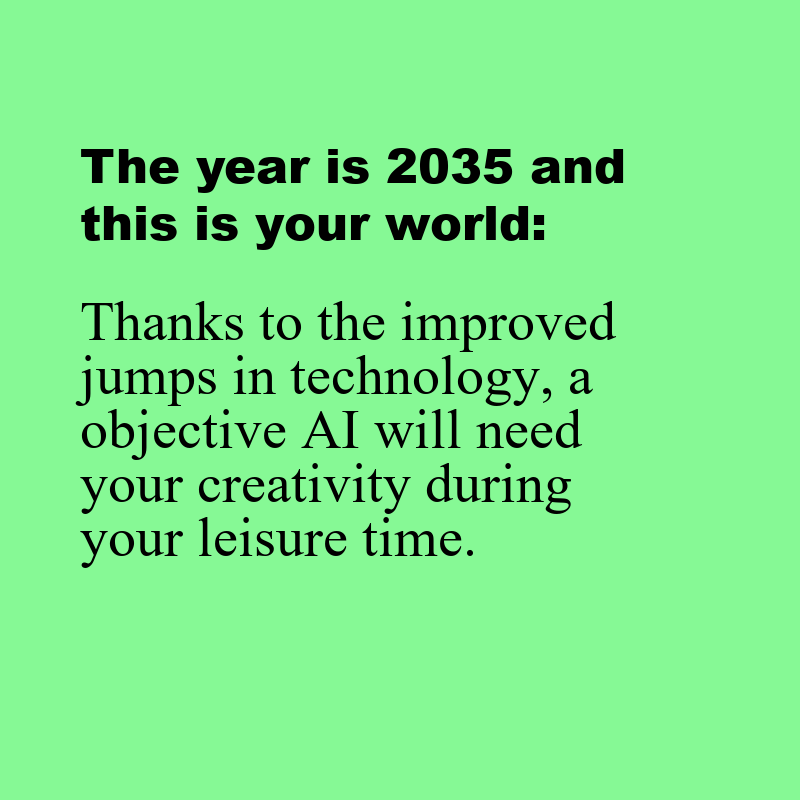 The year is 2035 and
this is your world:
Thanks to the improved
jumps in technology, a
objective AI will need
your creativity during
your leisure time.